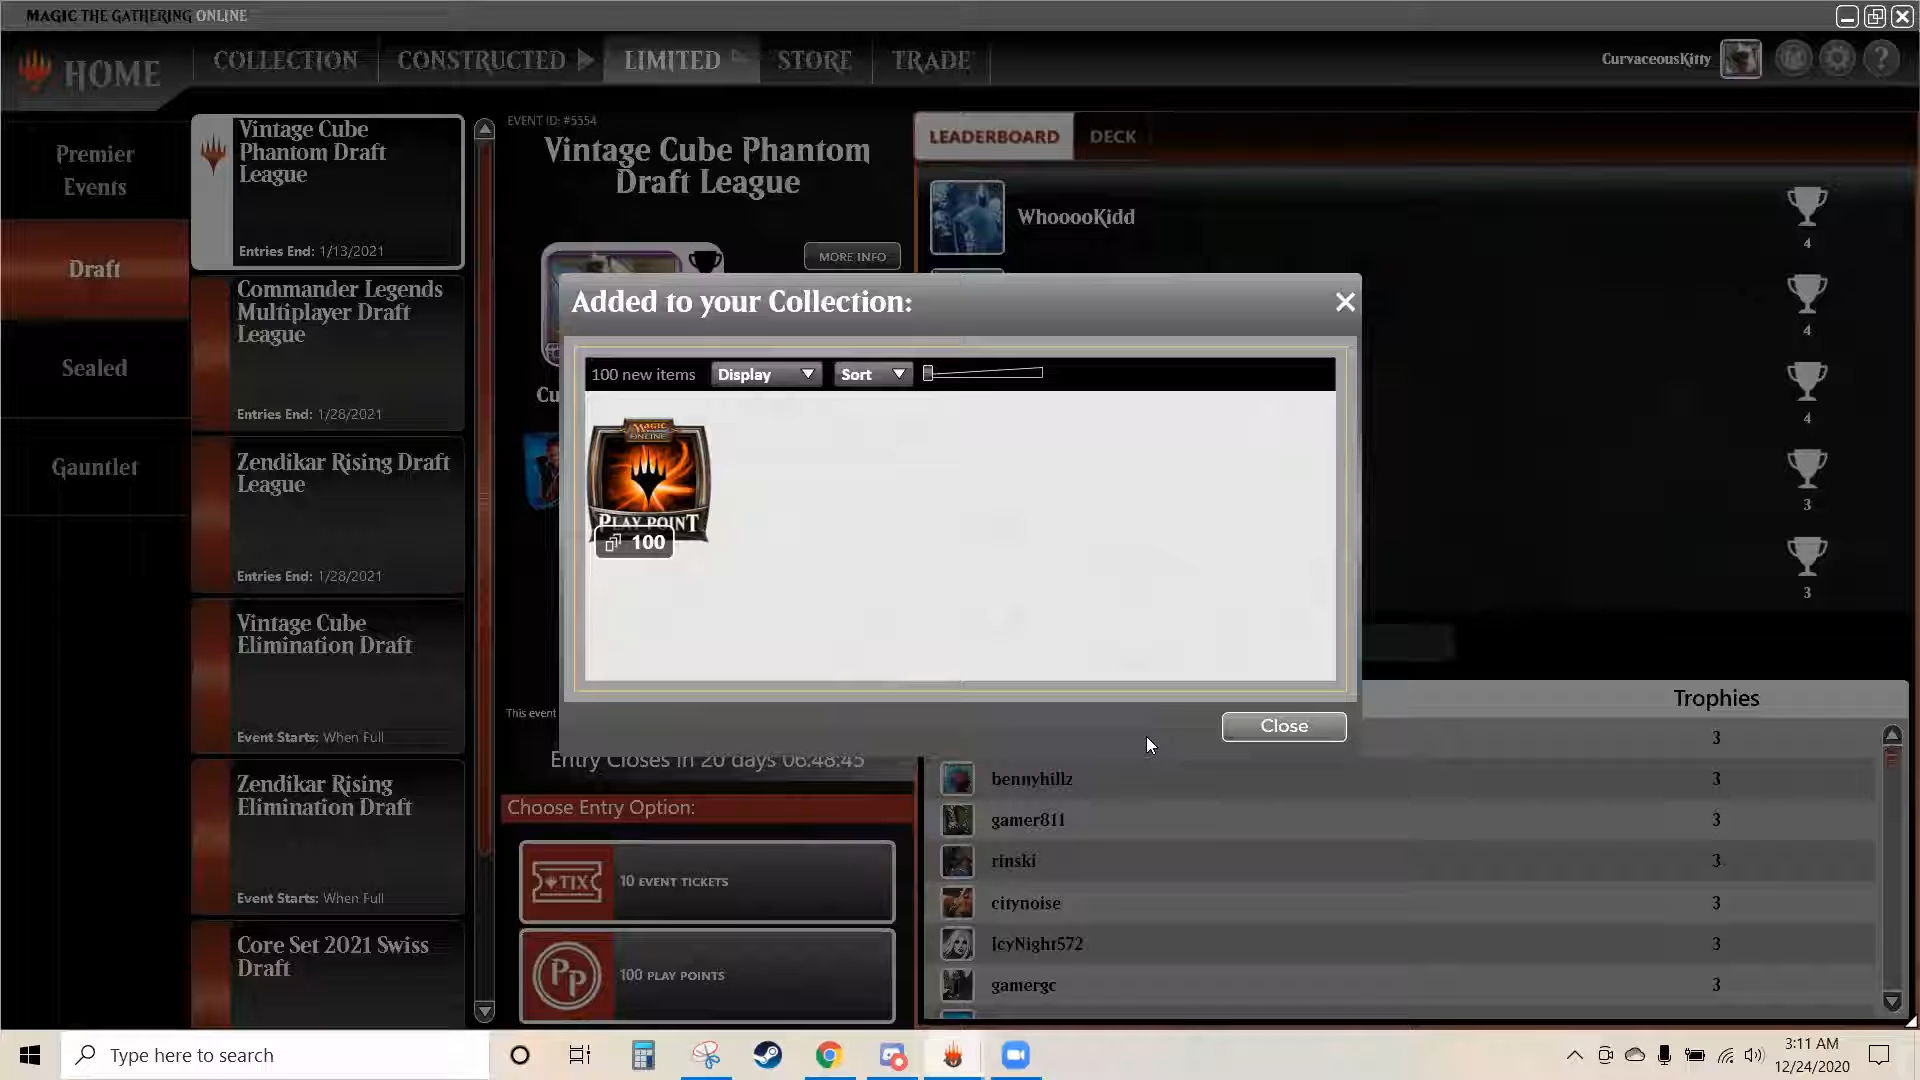 MAGIC THE GATHERING ONLINE
HOME
COLLECTION
CONSTRUCTED
LIMITED
STORE
TRADE
CurvaceousKitty
?
Premier
Events
Draft
Sealed
Gauntlet
Vintage Cube
Phantom Draft
League
Entries End: 1/13/2021
Commander Legends
Multiplayer Draft
League
Entries End: 1/28/2021
Zendikar Rising Draft
League
Entries End: 1/28/2021
Vintage Cube
Elimination Draft
Event Starts: When Full
Zendikar Rising
Elimination Draft
Event Starts: When Full
Core Set 2021 Swiss
Draft
EVENT ID: #5554
Vintage Cube Phantom
Draft League
MORE INFO
Cu
This event
Entry Closes in 20 days 06:48:45
Choose Entry Option:
TIX
10 EVENT TICKETS
PP
100 PLAY POINTS
LEADERBOARD
DECK
WhooooKidd
4
4
4
3
3
Added to your Collection:
100 new items
Display
Sort
MAGIC
ONLINE
PLAY POINT
100
Close
Trophies
3
bennyhillz
3
gamer811
3
rinski
3
citynoise
3
IcyNight572
3
gamergc
3
Type here to search
3:11 AM
12/24/2020